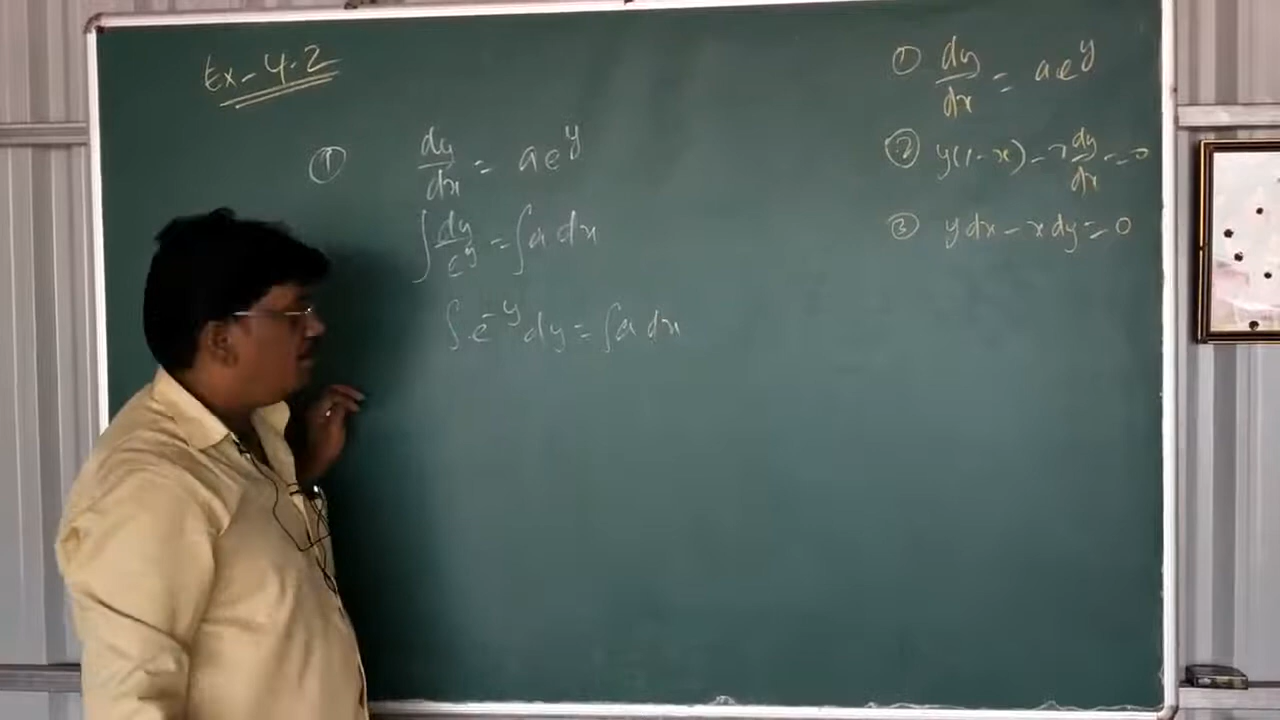 Ex-4.2
① dy/dx = ae^y
∫ dy/e^y = ∫ a dx
∫ e^-y dy = ∫ a dx
① dy/dx = ae^y
② y(1-x) - x dy/dx = 0
③ y dx - x dy = 0